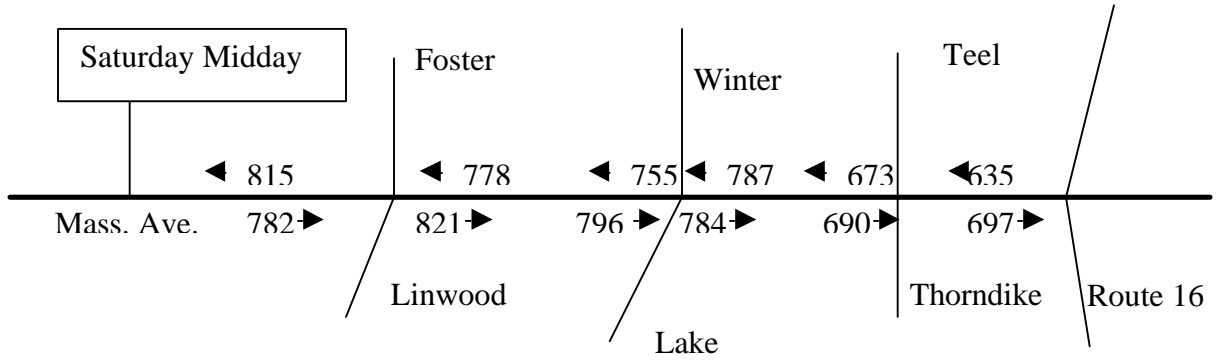 Saturday Midday
Foster
Winter
Teel
815 778 755 787 673 635
Mass. Ave. 782 821 796 784 690 697
Linwood
Thorndike
Route 16
Lake